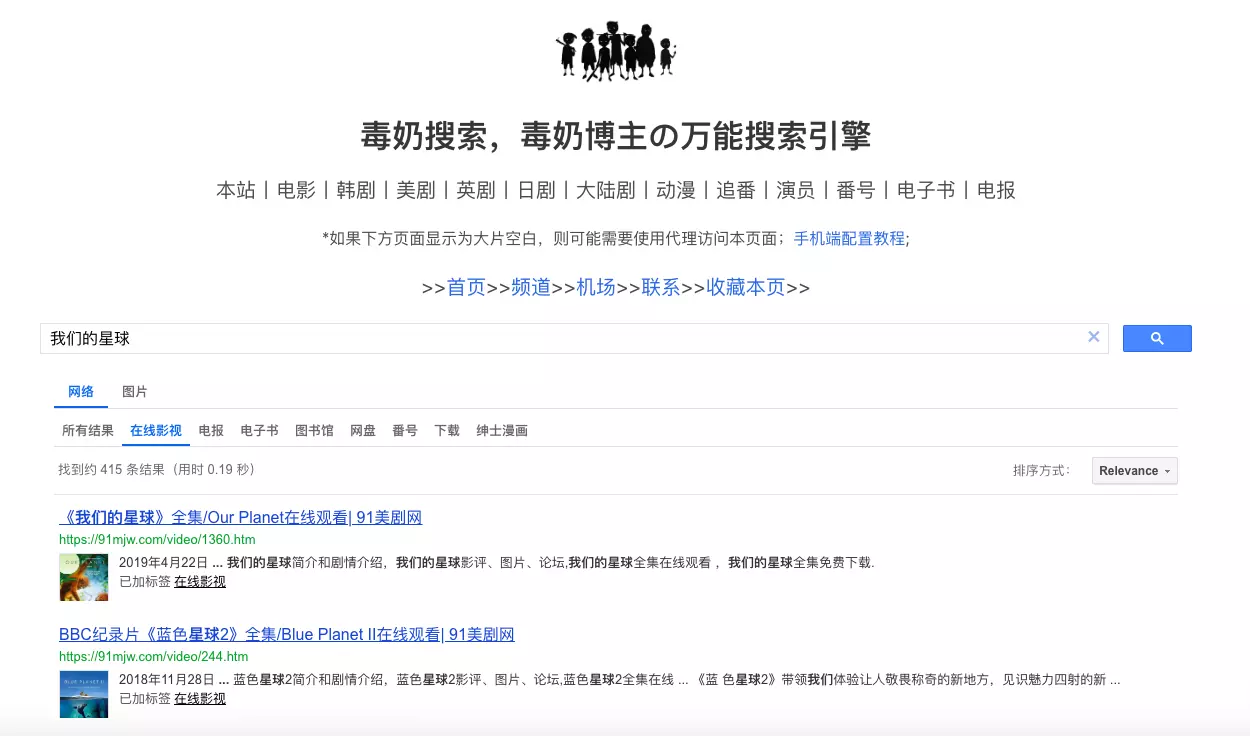 毒奶搜索，毒奶博主の万能搜索引擎
本站丨电影丨韩剧丨美剧丨英剧丨日剧丨大陆剧丨动漫丨追番丨演员丨番号丨电子书丨电报
*如果下方页面显示为大片空白，则可能需要使用代理访问本页面；手机端配置教程;
>>首页>>频道>>机场>>联系>>收藏本页>>
我们的星球
网络 图片
所有结果 在线影视 电报 电子书 图书馆 网盘 番号 下载 绅士漫画
找到约 415 条结果（用时 0.19 秒） 排序方式： Relevance
《我们的星球》全集/Our Planet在线观看| 91美剧网
https://91mjw.com/video/1360.htm
2019年4月22日 ... 我们的星球简介和剧情介绍，我们的星球影评、图片、论坛,我们的星球全集在线观看 ，我们的星球全集免费下载.
已加标签 在线影视
BBC纪录片《蓝色星球2》全集/Blue Planet II在线观看| 91美剧网
https://91mjw.com/video/244.htm
BLUE PLANET II
2018年11月28日 ... 蓝色星球2简介和剧情介绍，蓝色星球2影评、图片、论坛,蓝色星球2全集在线 ... 《蓝 色星球2》带领我们体验让人敬畏称奇的新地方，见识魅力四射的新 ...
已加标签 在线影视